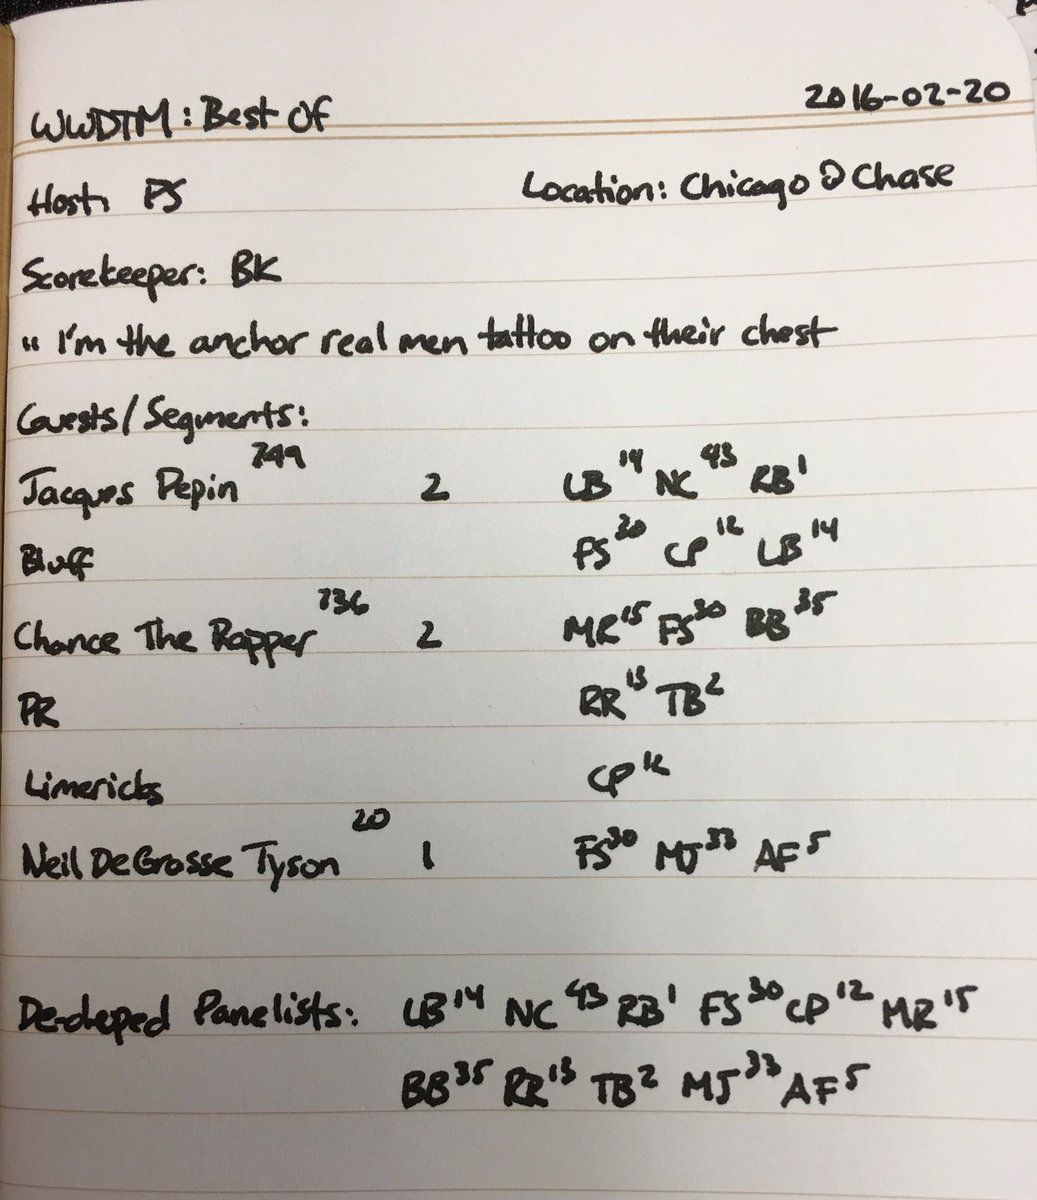 WWDTM: Best Of 2016-02-20
Host: PS Location: Chicago @ Chase
Scorekeeper: BK
" I'm the anchor real men tattoo on their chest
Guests/Segments:
Jacques Pepin 749 2 LB 14 NC 43 RB 1
Bluff FS 30 CP 12 LB 14
Chance The Rapper 736 2 MR 15 FS 30 BB 35
PR RR 13 TB 2
Limericks CP 12
Neil DeGrasse Tyson 20 1 FS 30 MJ 33 AF 5
De-duped Panelists: LB 14 NC 43 RB 1 FS 30 CP 12 MR 15
BB 35 RR 13 TB 2 MJ 33 AF 5